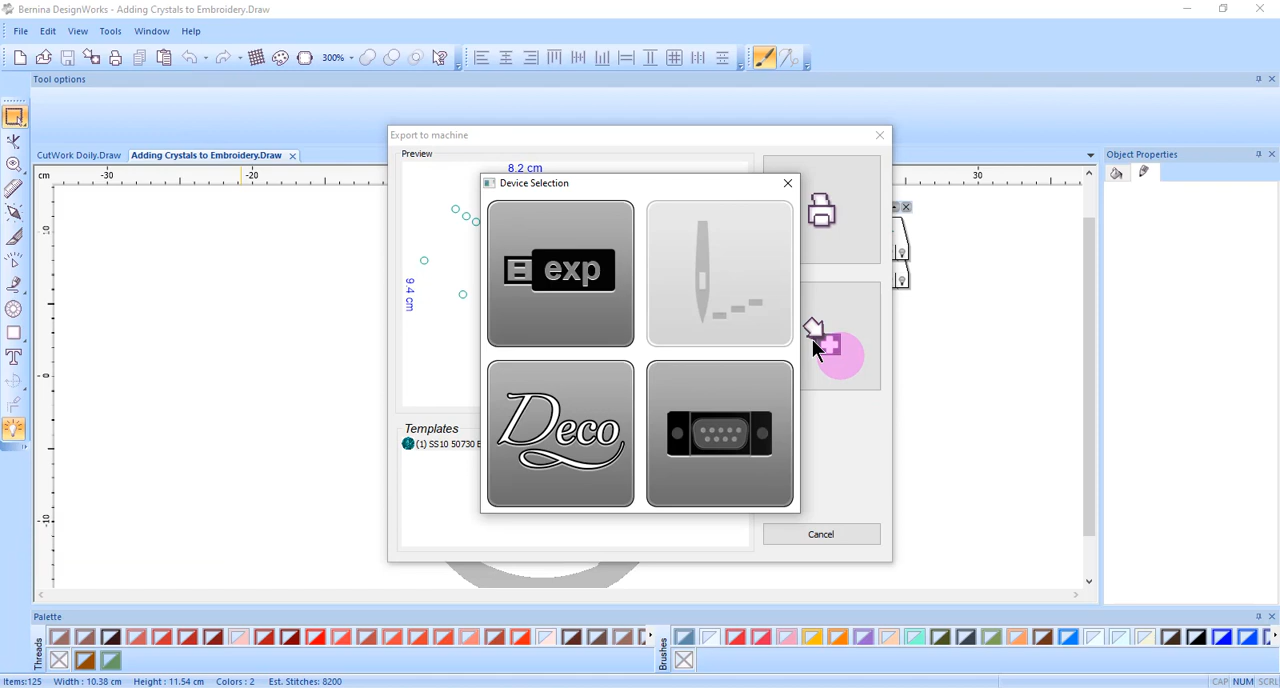 Bernina DesignWorks - Adding Crystals to Embroidery.Draw
File Edit View Tools Window Help
300%
Tool options
CutWork Doily.Draw Adding Crystals to Embroidery.Draw
cm -30 -20 30
10
0
-10
Object Properties
Export to machine
Preview
8.2 cm
9.4 cm
Device Selection
exp
Deco
Templates
(1) SS10 50730 E
Cancel
Palette
Threads
Brushes
Items:125 Width : 10.38 cm Height : 11.54 cm Colors : 2 Est. Stitches: 8200
CAP NUM SCRL